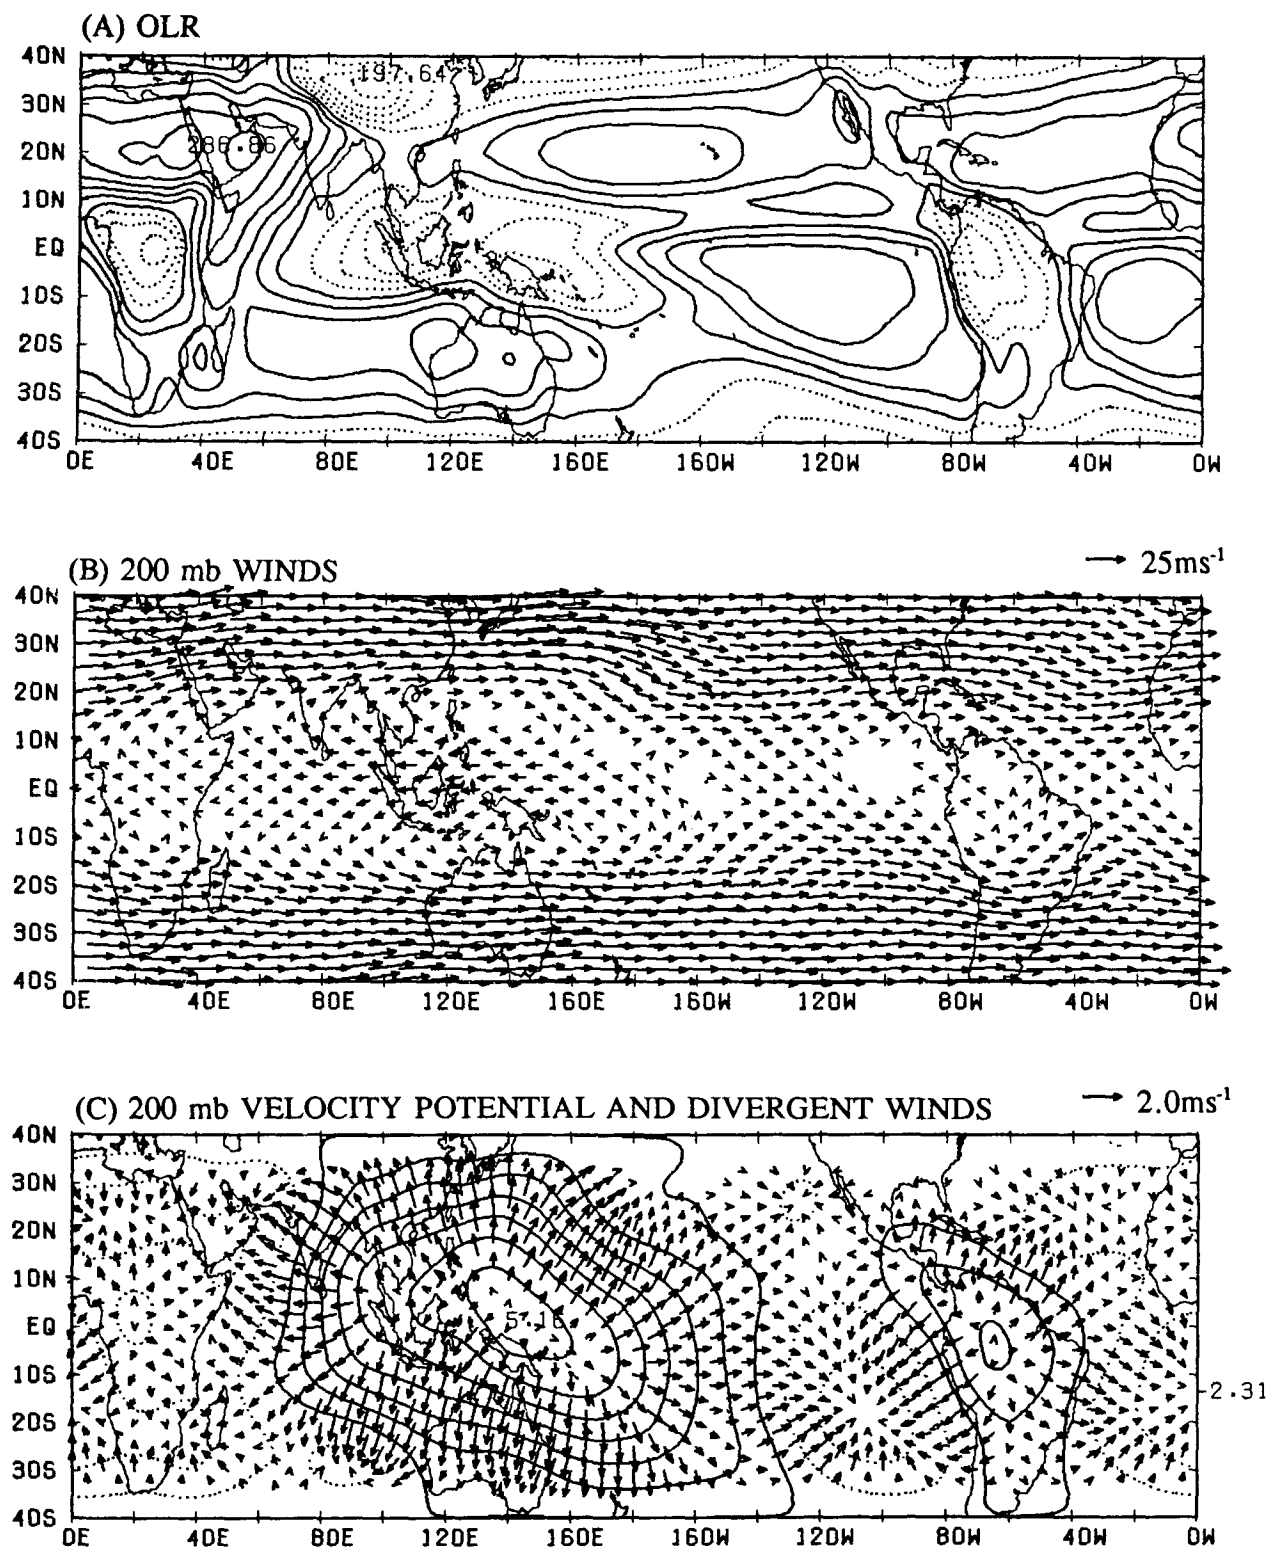 (A) OLR
40N
197.64
30N
286.86
20N
10N
EQ
10S
20S
30S
40S
0E 40E 80E 120E 160E 160W 120W 80W 40W 0W
(B) 200 mb WINDS
25ms⁻¹
40N
30N
20N
10N
EQ
10S
20S
30S
40S
0E 40E 80E 120E 160E 160W 120W 80W 40W 0W
(C) 200 mb VELOCITY POTENTIAL AND DIVERGENT WINDS
2.0ms⁻¹
40N
30N
20N
10N
EQ
5.16
10S
-2.31
20S
30S
40S
0E 40E 80E 120E 160E 160W 120W 80W 40W 0W